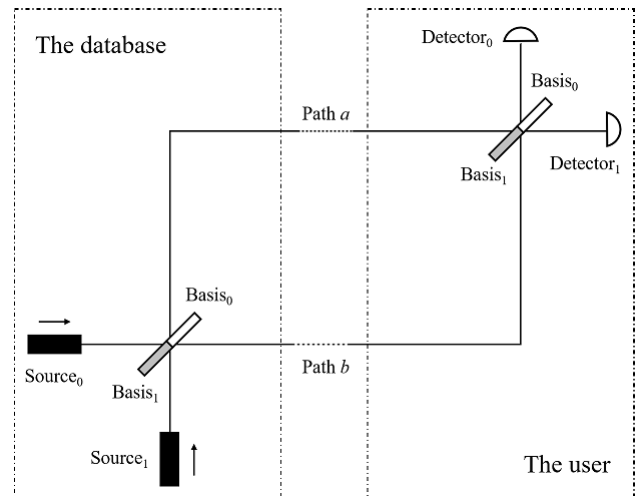 The database
Detector₀
Basis₀
Path a
Basis₁
Detector₁
Basis₀
Source₀
Basis₁
Path b
Source₁
The user